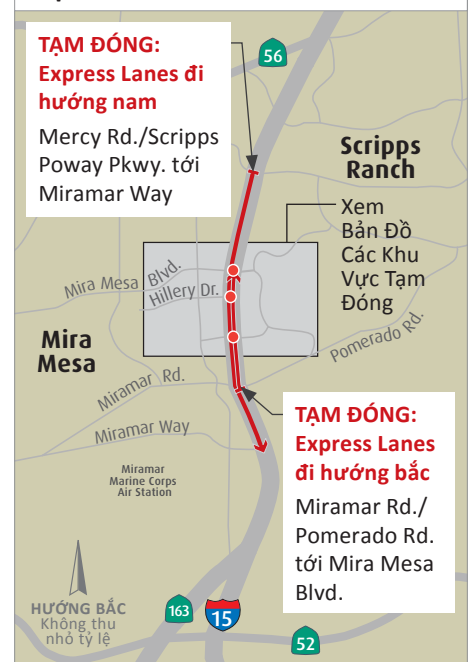 TẠM ĐÓNG:
Express Lanes đi
hướng nam
Mercy Rd./Scripps
Poway Pkwy. tới
Miramar Way
56
Scripps
Ranch
Xem
Bản Đồ
Các Khu
Vực Tạm
Đóng
Mira Mesa Blvd.
Hillery Dr.
Mira
Mesa
Pomerado Rd.
Miramar Rd.
Miramar Way
Miramar
Marine Corps
Air Station
TẠM ĐÓNG:
Express Lanes
đi hướng bắc
Miramar Rd./
Pomerado Rd.
tới Mira Mesa
Blvd.
HƯỚNG BẮC
Không thu
nhỏ tỷ lệ
163
15
52